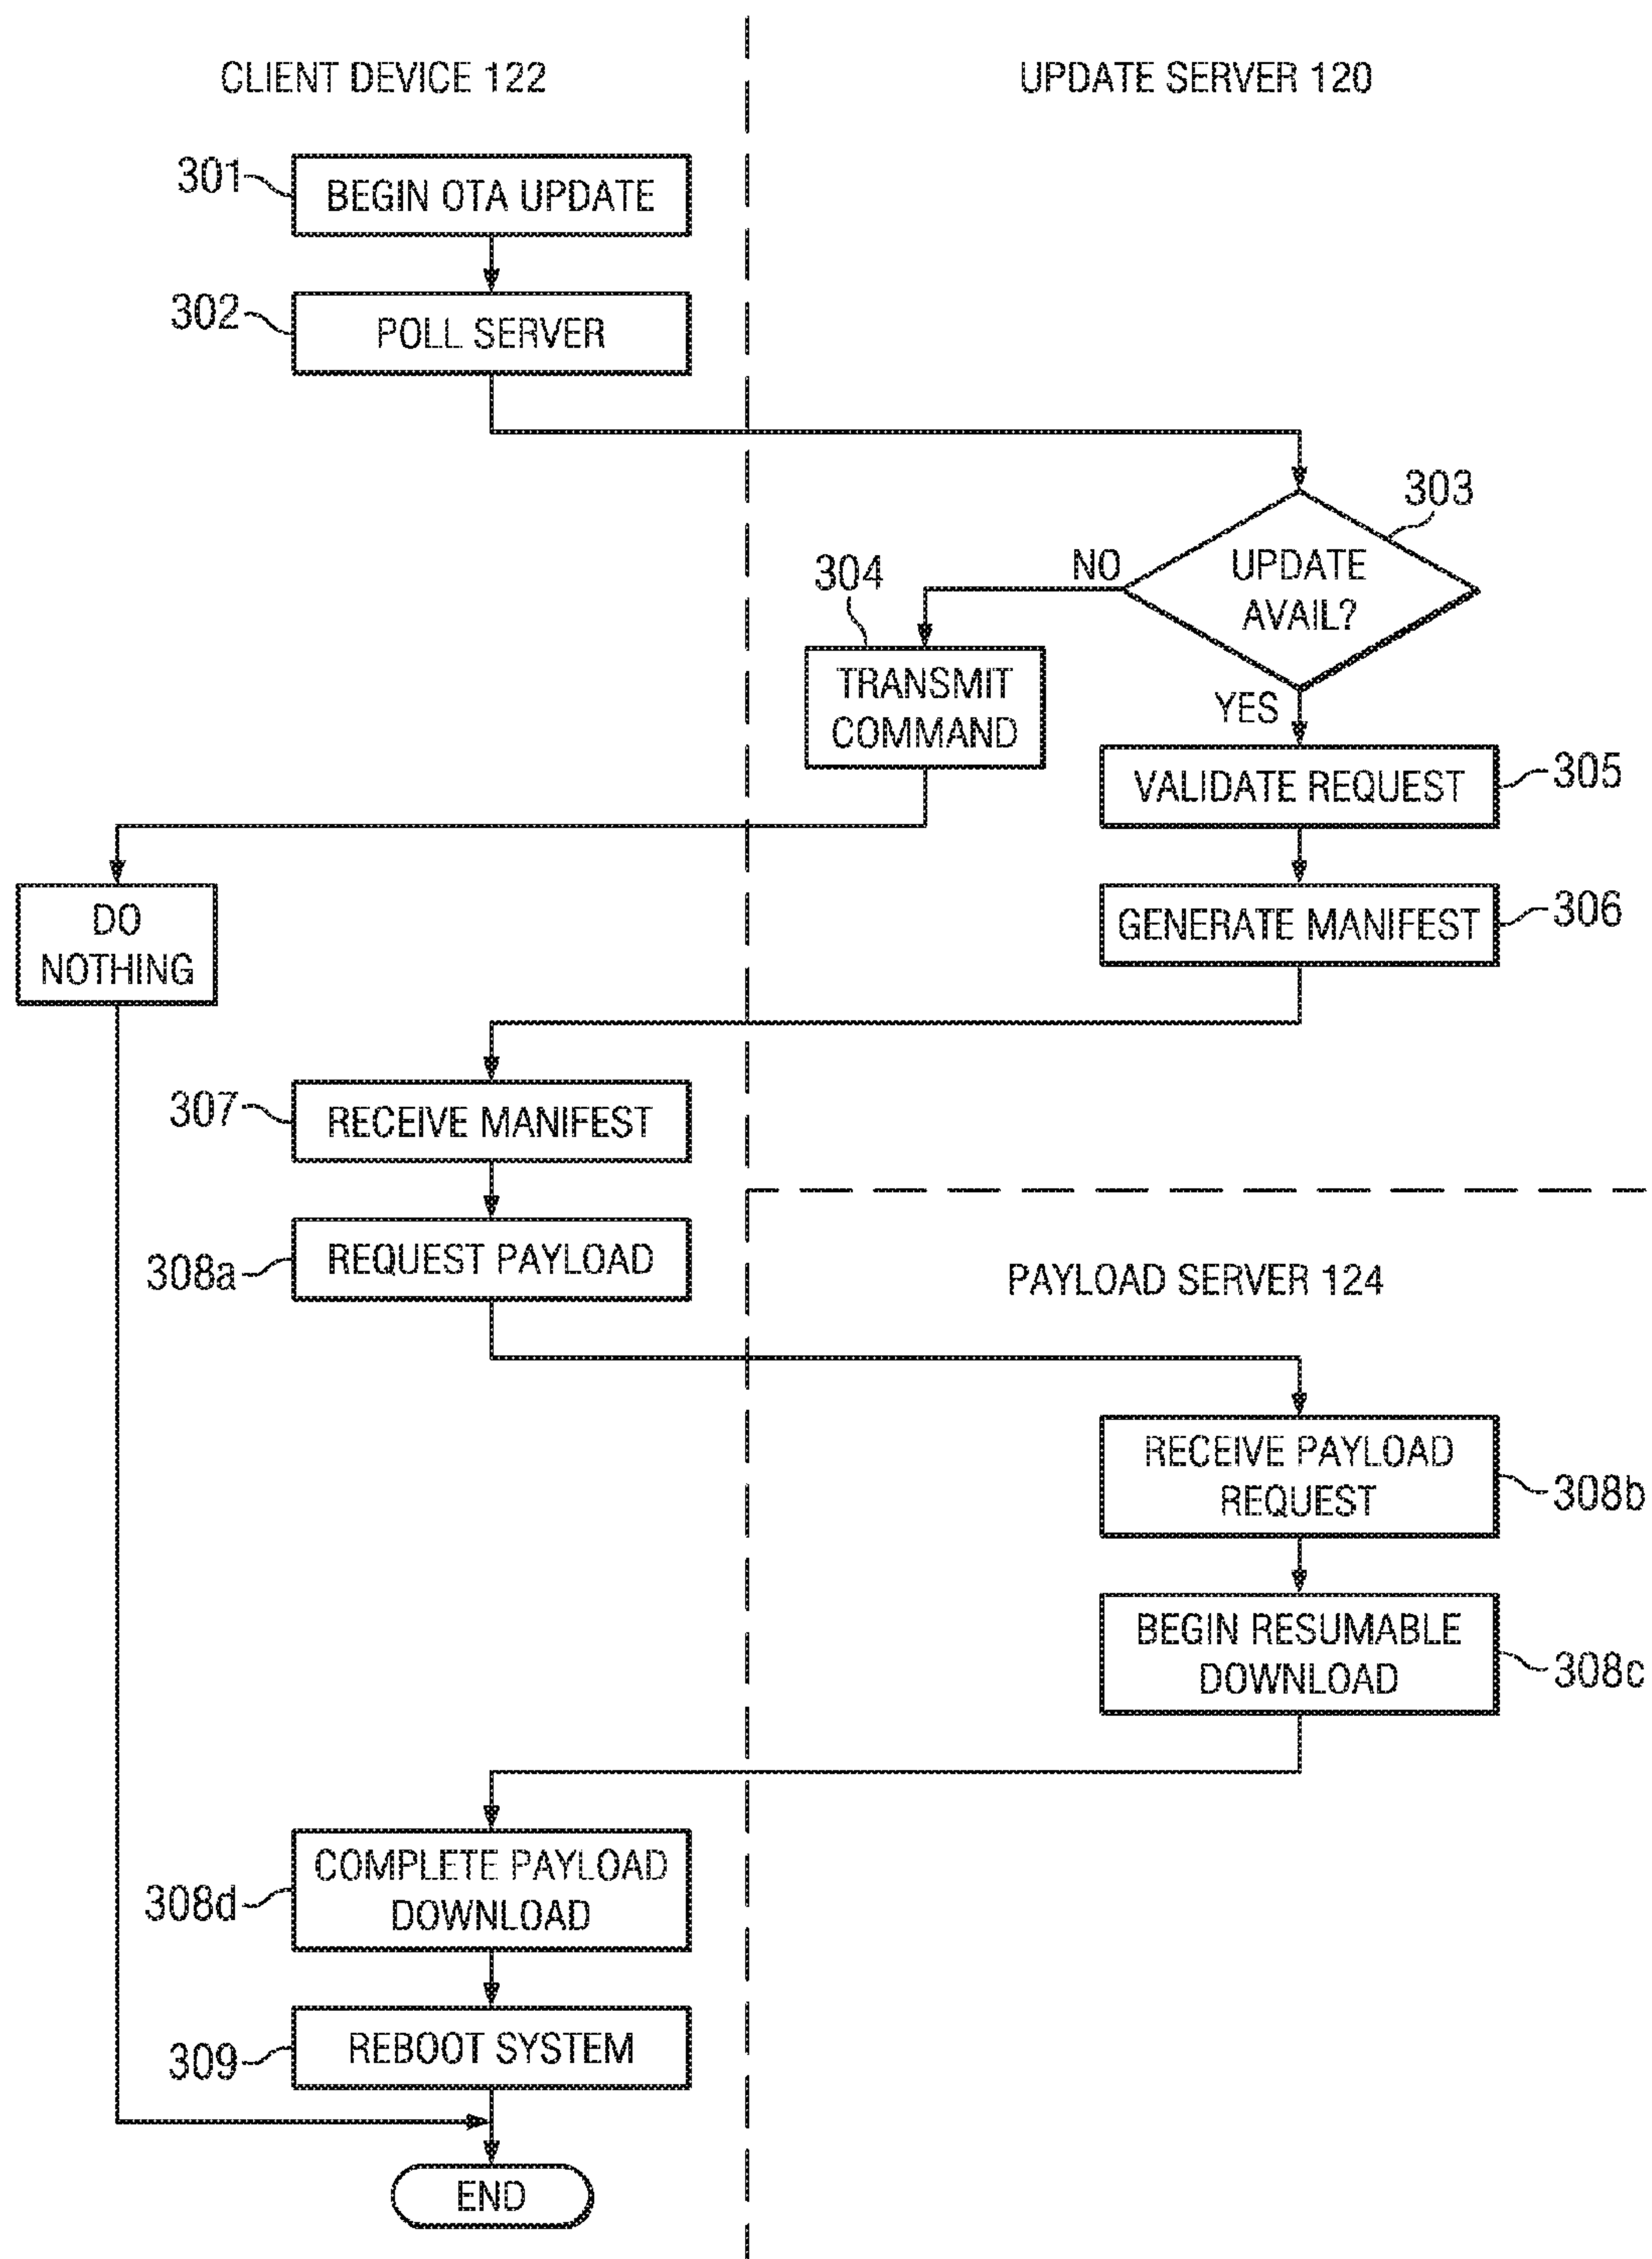 CLIENT DEVICE 122
UPDATE SERVER 120
301
BEGIN OTA UPDATE
302
POLL SERVER
303
UPDATE
AVAIL?
NO
304
TRANSMIT
COMMAND
YES
VALIDATE REQUEST
305
DO
NOTHING
GENERATE MANIFEST
306
307
RECEIVE MANIFEST
308a
REQUEST PAYLOAD
PAYLOAD SERVER 124
RECEIVE PAYLOAD
REQUEST
308b
BEGIN RESUMABLE
DOWNLOAD
308c
308d
COMPLETE PAYLOAD
DOWNLOAD
309
REBOOT SYSTEM
END